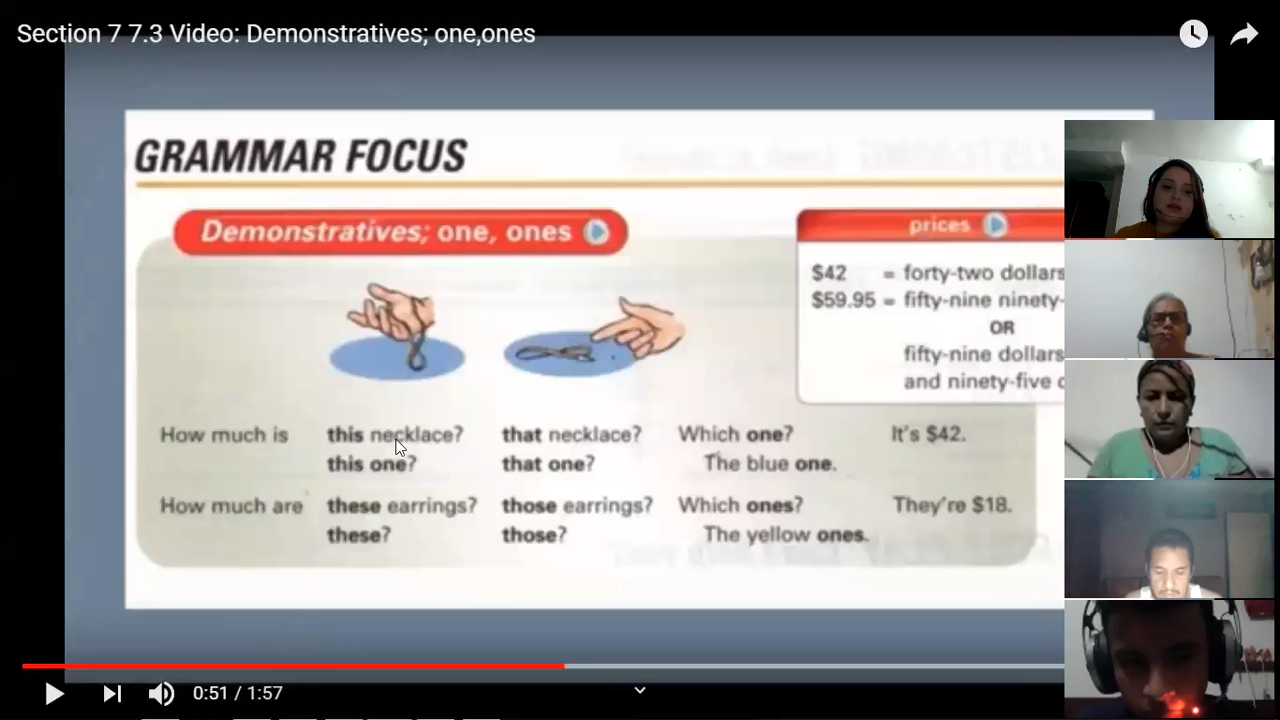 Section 7 7.3 Video: Demonstratives; one,ones
GRAMMAR FOCUS
Demonstratives; one, ones
prices
$42 = forty-two dollars
$59.95 = fifty-nine ninety-
OR
fifty-nine dollars
and ninety-five
How much is this necklace? that necklace? Which one? It's $42.
this one? that one? The blue one.
How much are these earrings? those earrings? Which ones? They're $18.
these? those? The yellow ones.
0:51 / 1:57